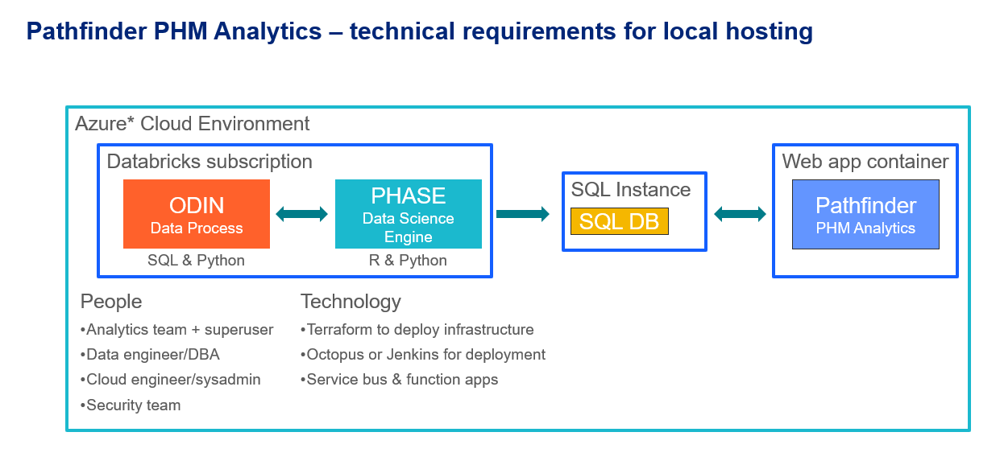 Pathfinder PHM Analytics – technical requirements for local hosting
Azure* Cloud Environment
Databricks subscription
ODIN
Data Process
SQL & Python
PHASE
Data Science
Engine
R & Python
SQL Instance
SQL DB
Web app container
Pathfinder
PHM Analytics
People
•Analytics team + superuser
•Data engineer/DBA
•Cloud engineer/sysadmin
•Security team
Technology
•Terraform to deploy infrastructure
•Octopus or Jenkins for deployment
•Service bus & function apps